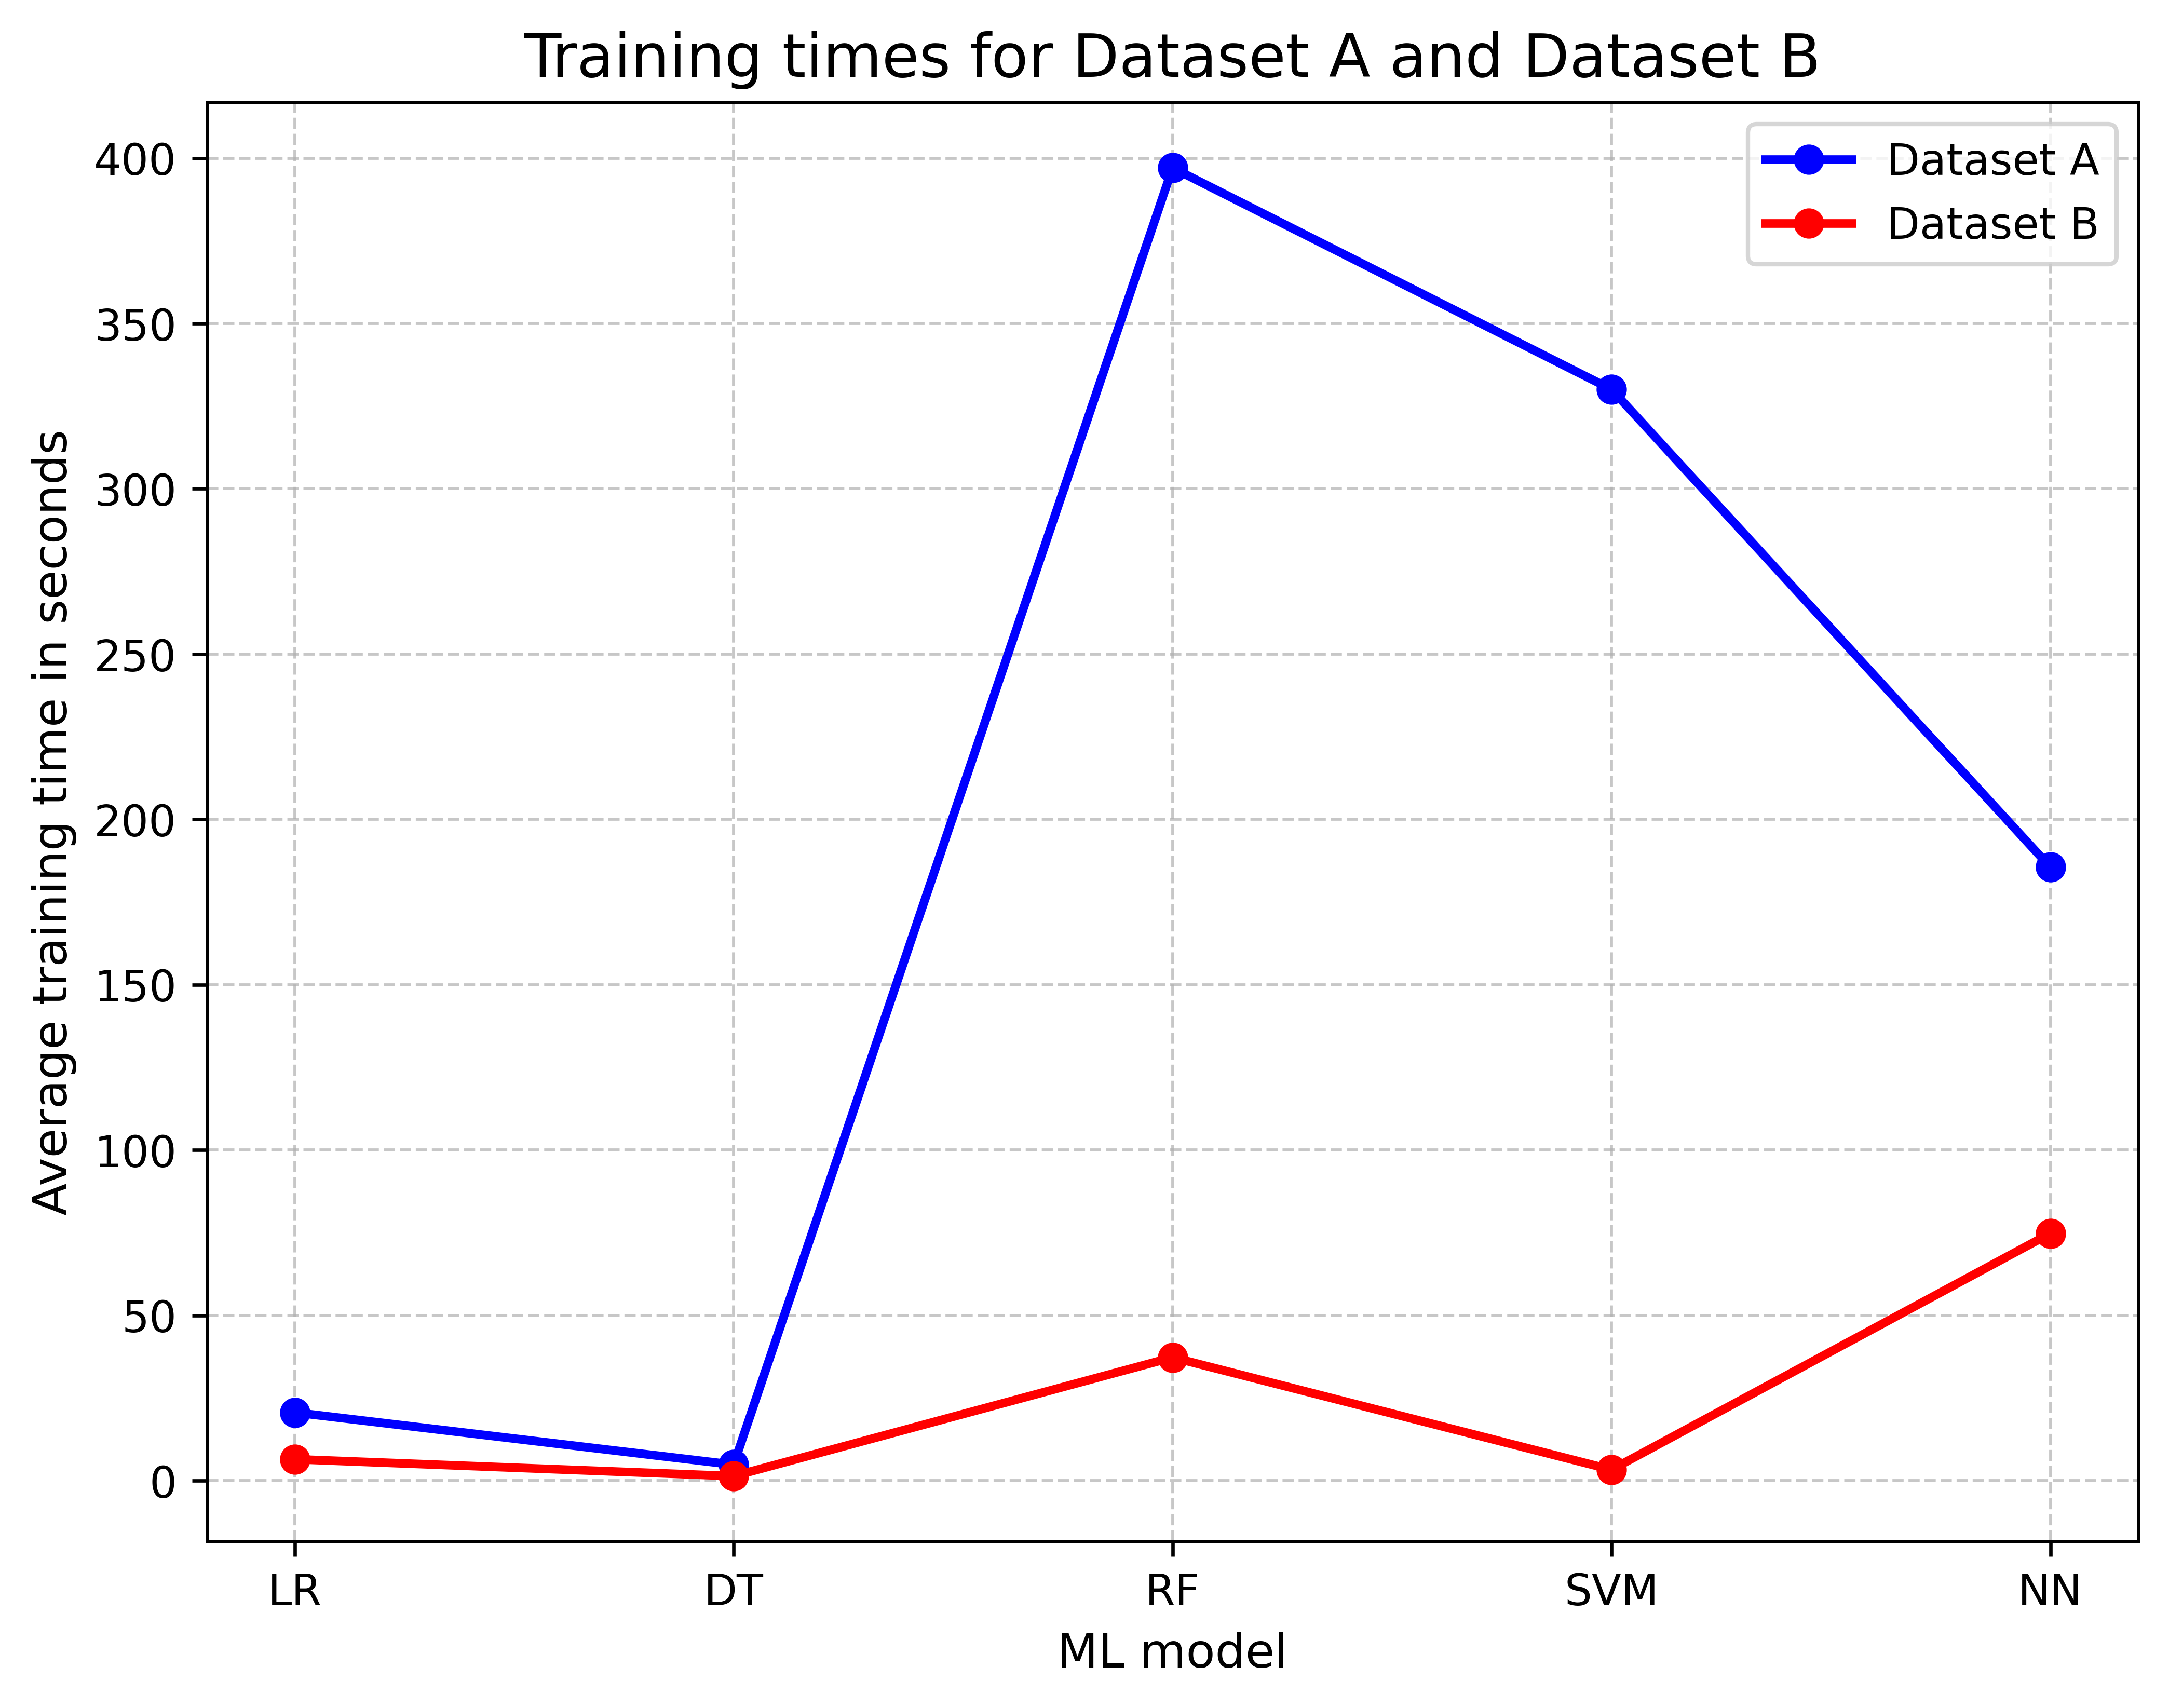 Training times for Dataset A and Dataset B
Dataset A
Dataset B
Average training time in seconds
400
350
300
250
200
150
100
50
0
LR DT RF SVM NN
ML model